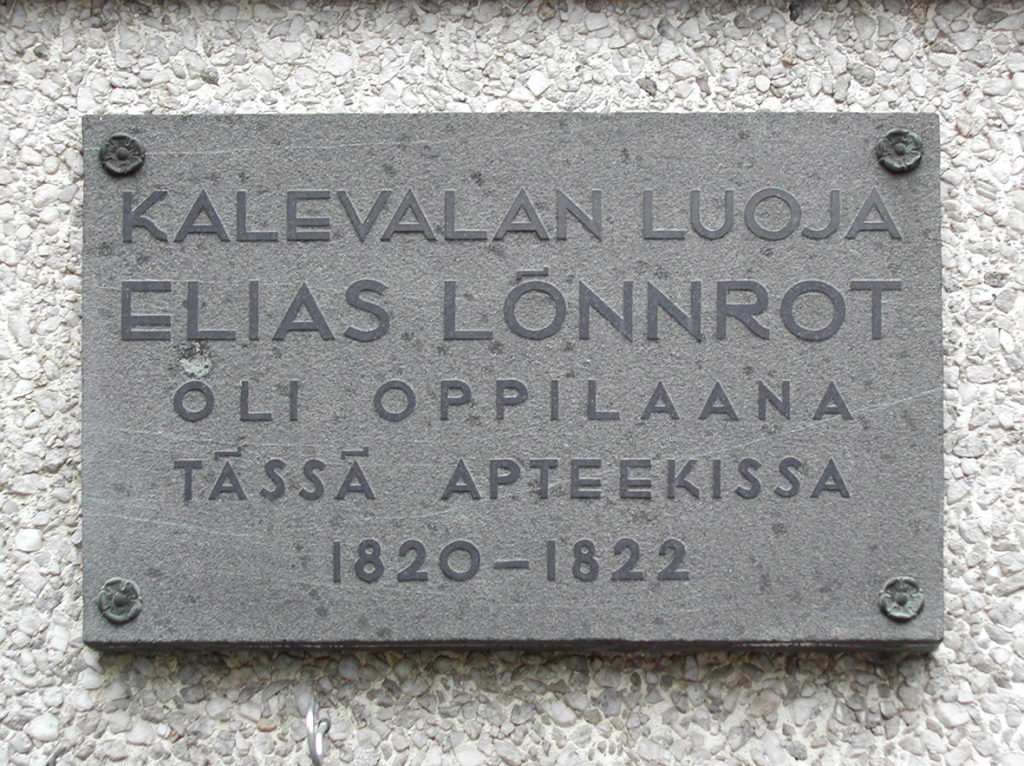 KALEVALAN LUOJA
ELIAS LÖNNROT
OLI OPPILAANA
TÄSSÄ APTEEKISSA
1820–1822